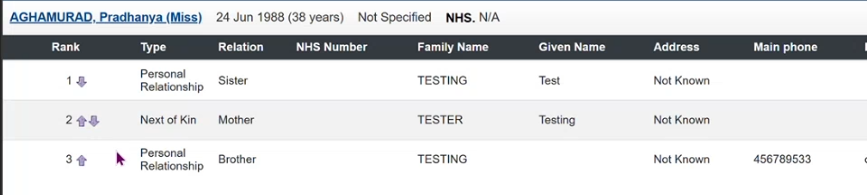 AGHAMURAD, Pradhanya (Miss) 24 Jun 1988 (38 years) Not Specified NHS. N/A
Rank Type Relation NHS Number Family Name Given Name Address Main phone
1 Personal Relationship Sister TESTING Test Not Known
2 Next of Kin Mother TESTER Testing Not Known
3 Personal Relationship Brother TESTING Not Known 456789533